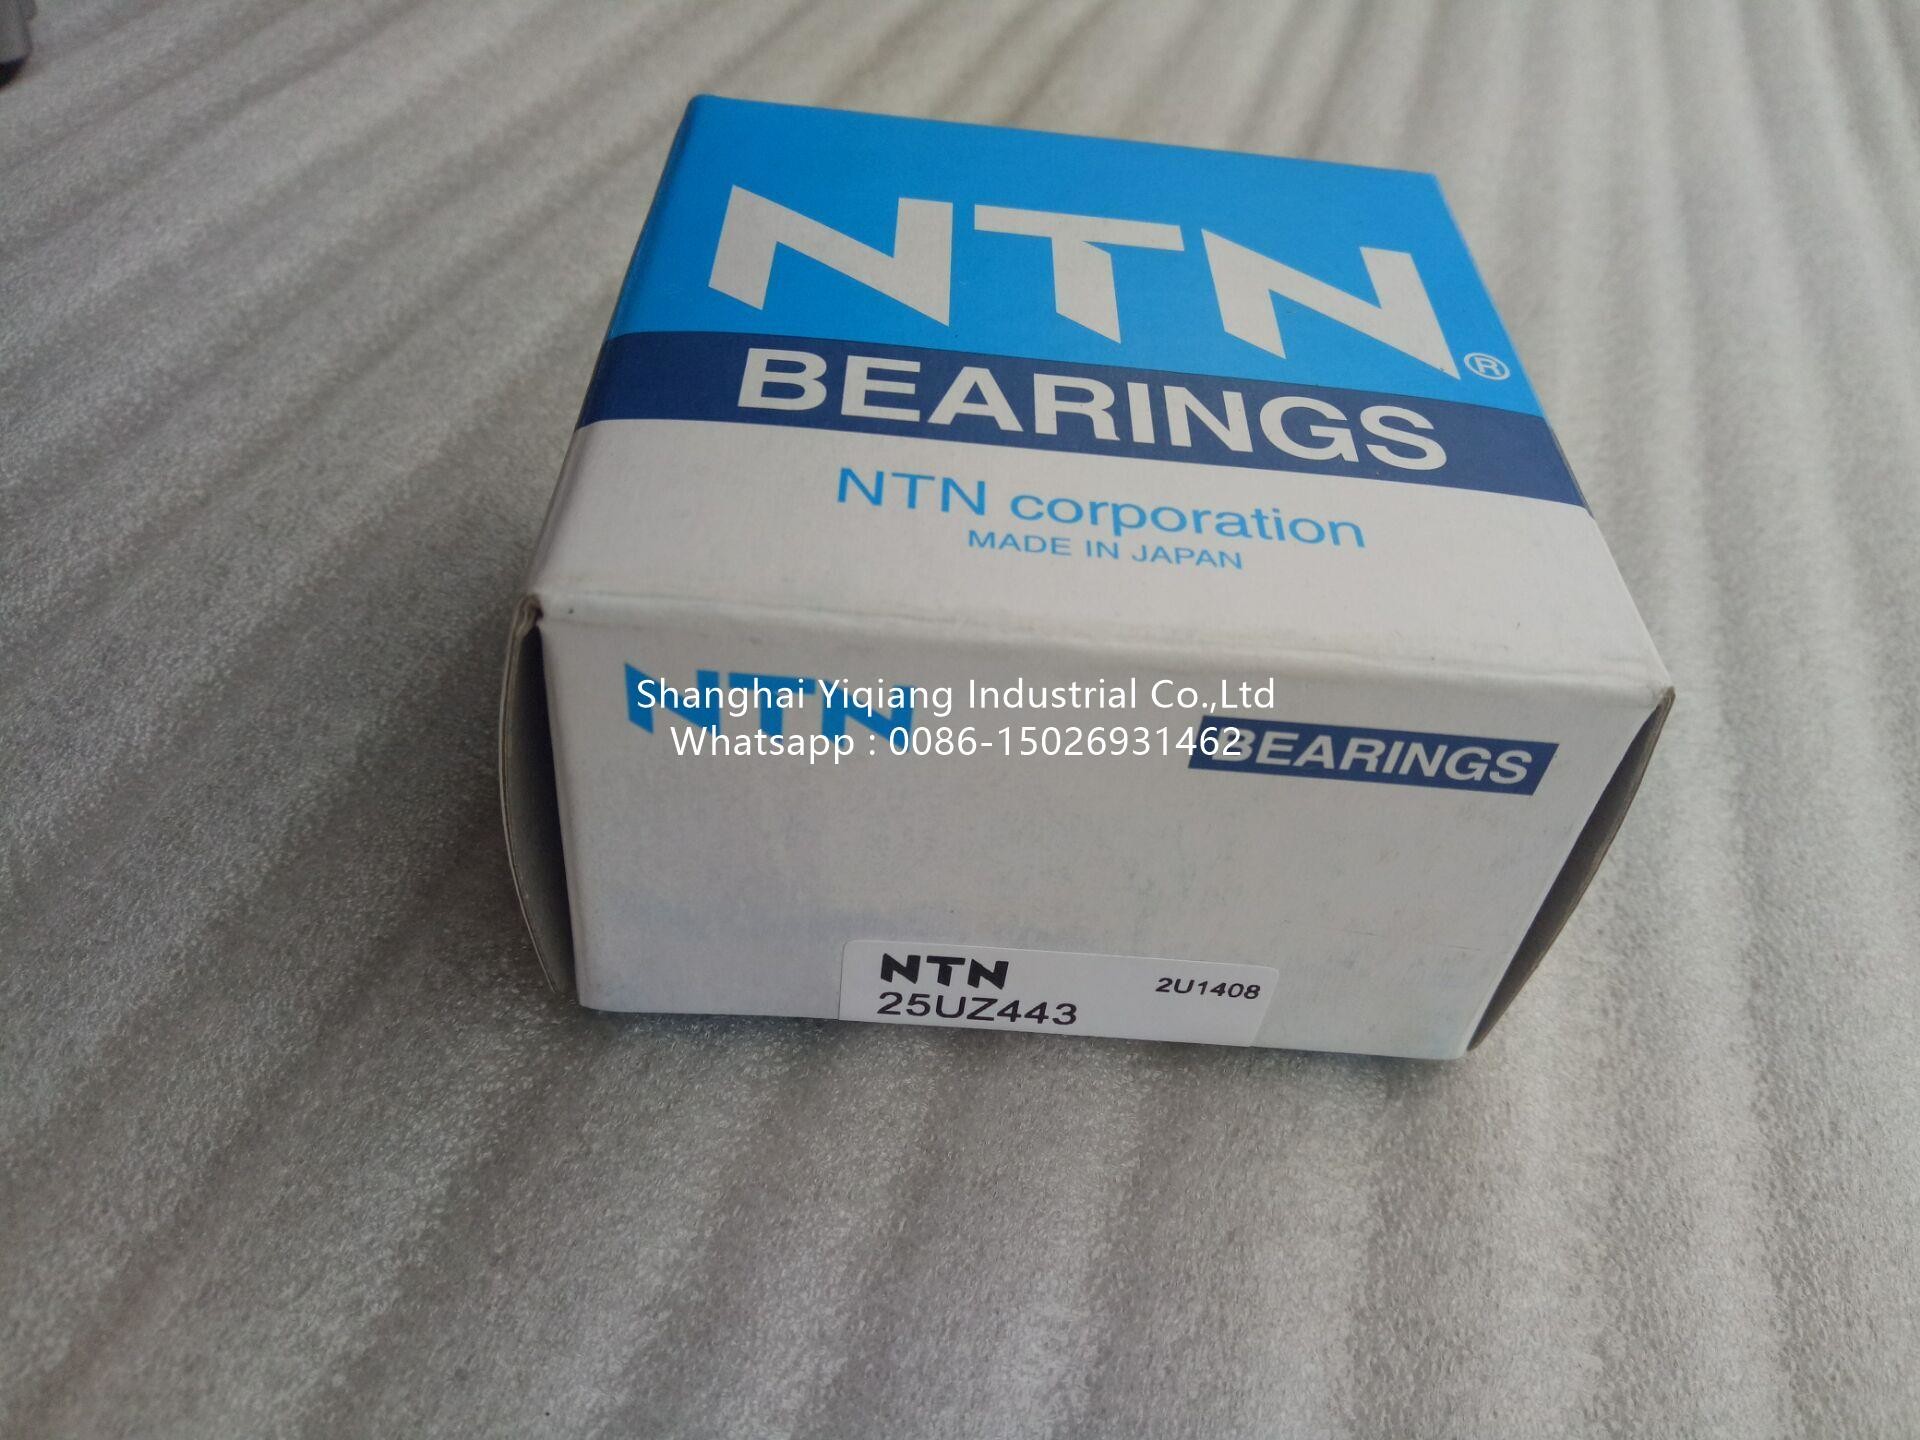 NTN®
BEARINGS
NTN corporation
MADE IN JAPAN
NTN BEARINGS
Shanghai Yiqiang Industrial Co.,Ltd
Whatsapp : 0086-15026931462
NTN 2U1408
25UZ443